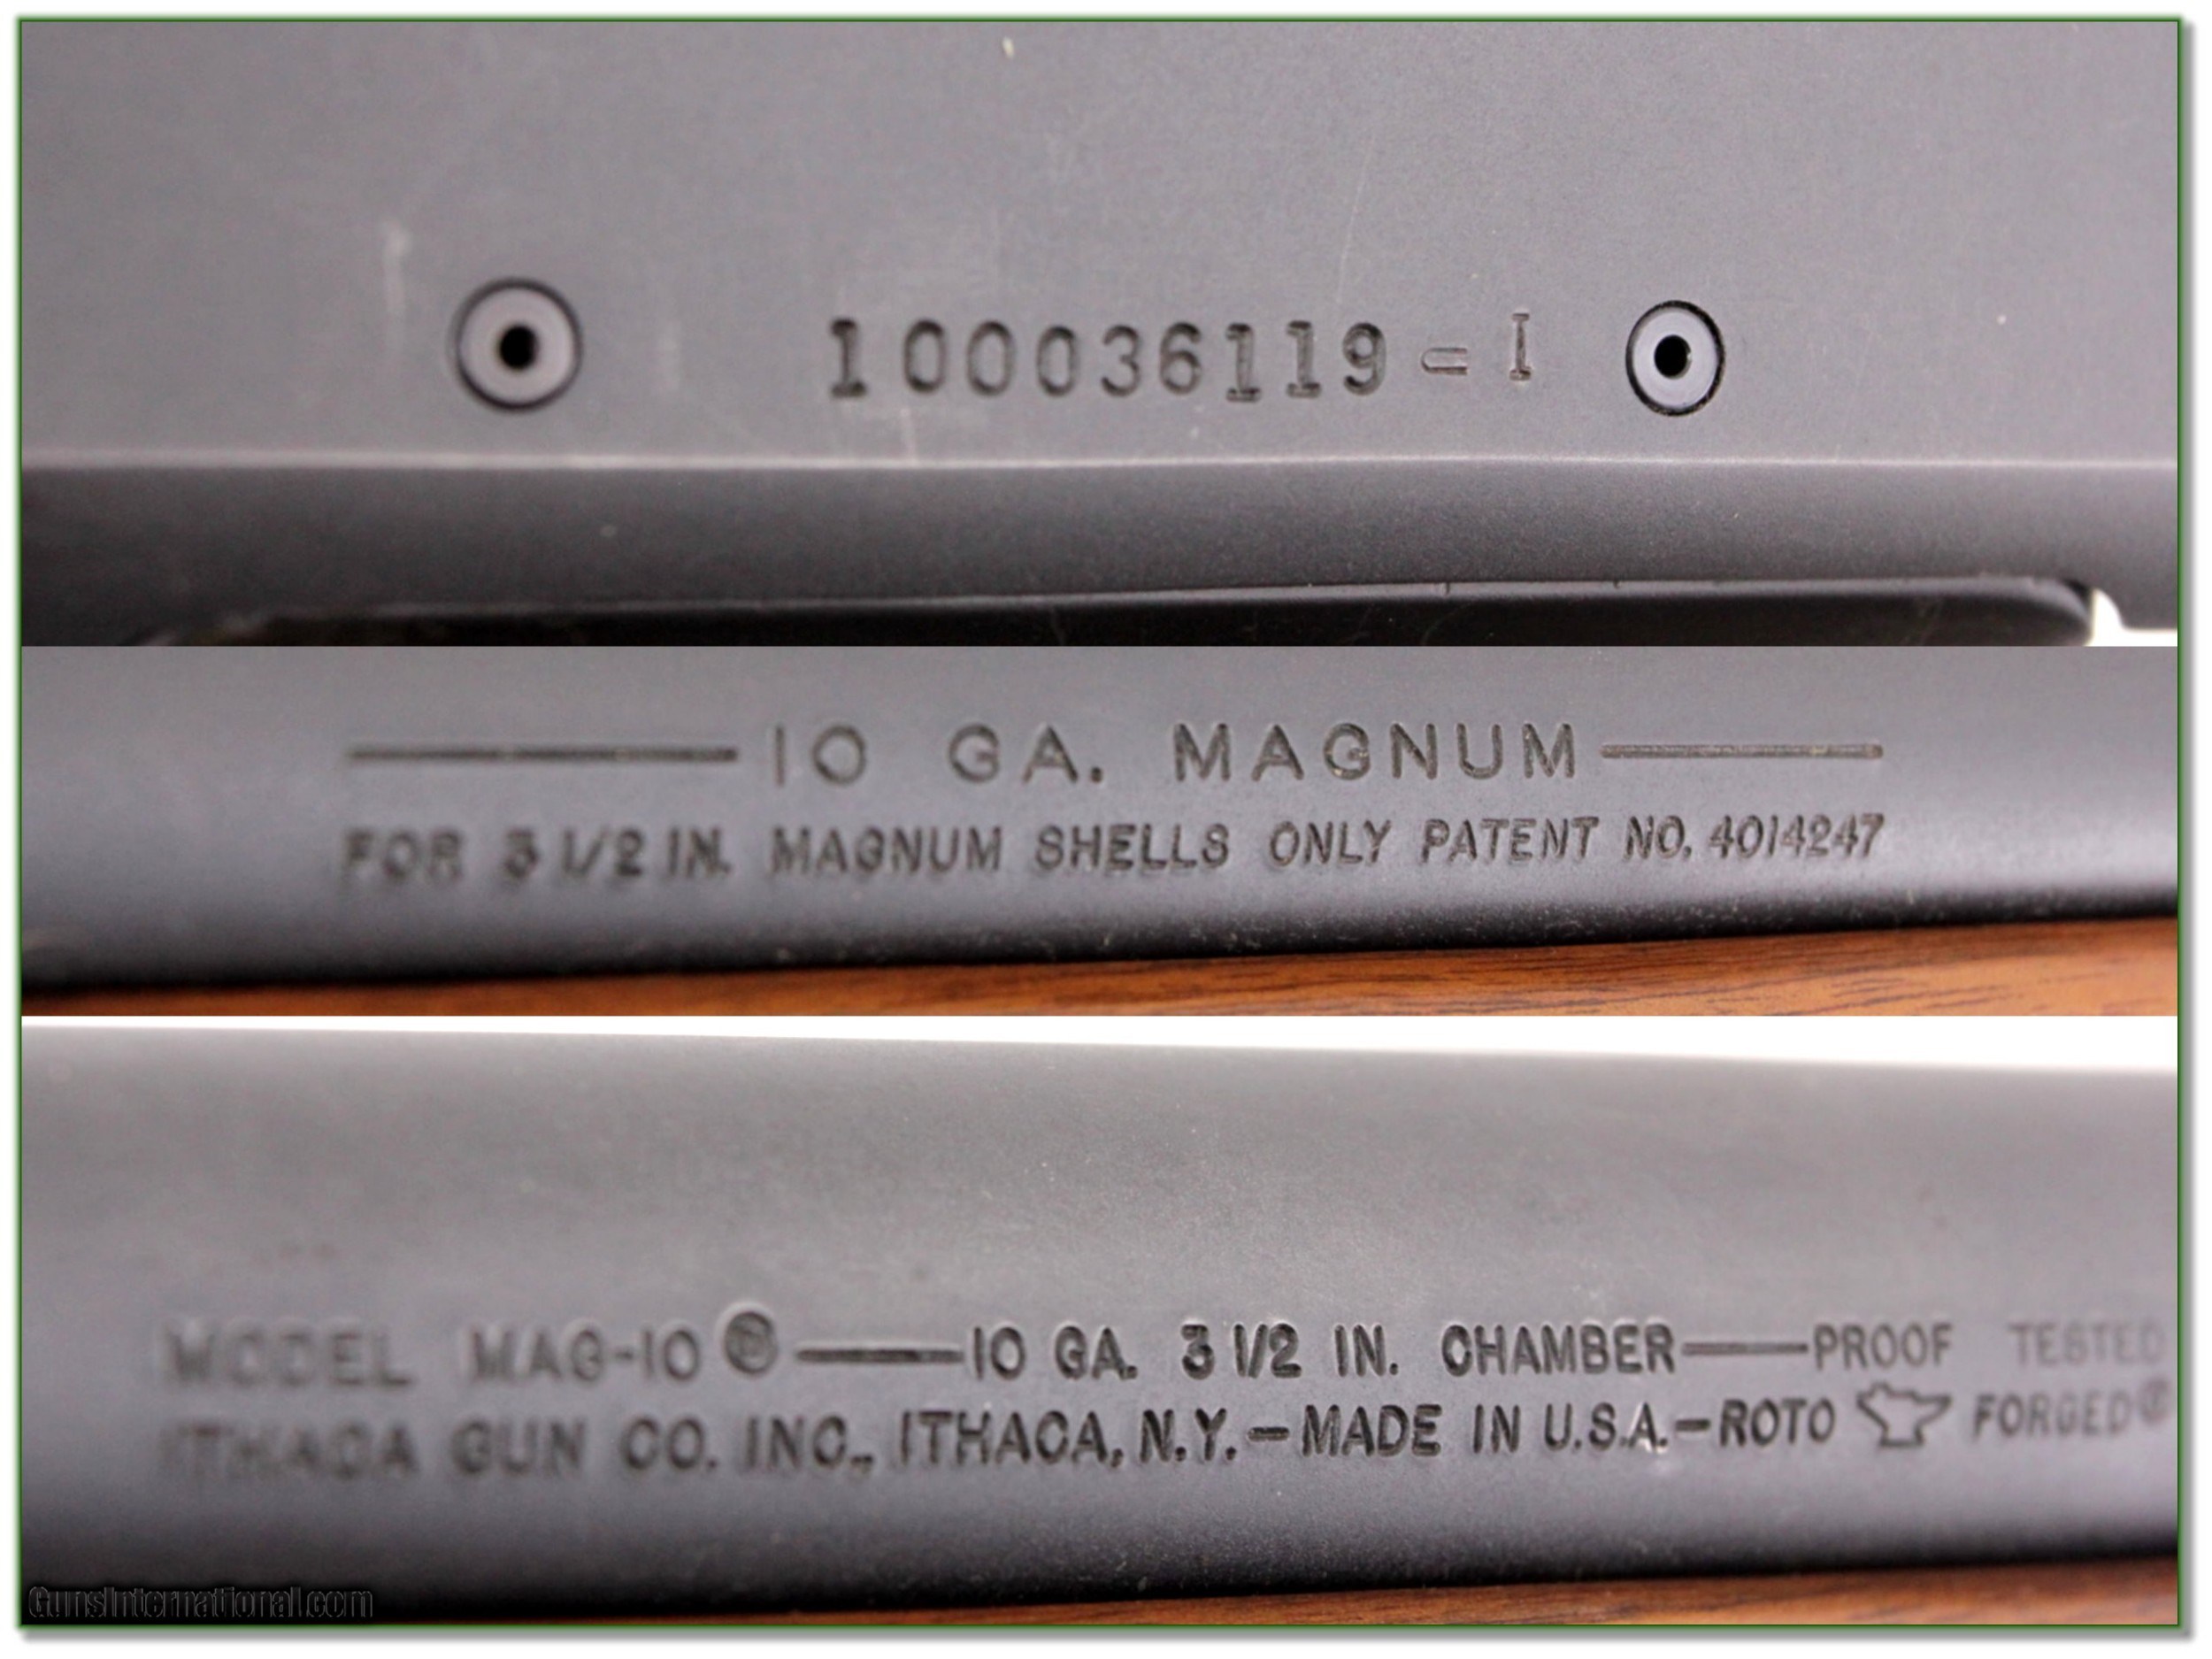 100036119 ⊂ I
10 GA. MAGNUM
FOR 3 1/2 IN. MAGNUM SHELLS ONLY PATENT NO. 4014247
MODEL MAG-10®—10 GA. 3 1/2 IN. CHAMBER—PROOF TESTED
ITHACA GUN CO. INC., ITHACA, N.Y.–MADE IN U.S.A.–ROTO FORGED®
GunsInternational.com